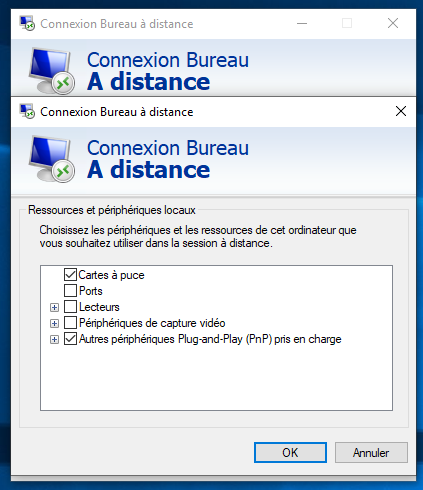 Connexion Bureau à distance
Connexion Bureau
A distance
Connexion Bureau à distance
Connexion Bureau
A distance
Ressources et périphériques locaux
Choisissez les périphériques et les ressources de cet ordinateur que
vous souhaitez utiliser dans la session à distance.
Cartes à puce
Ports
Lecteurs
Périphériques de capture vidéo
Autres périphériques Plug-and-Play (PnP) pris en charge
OK
Annuler